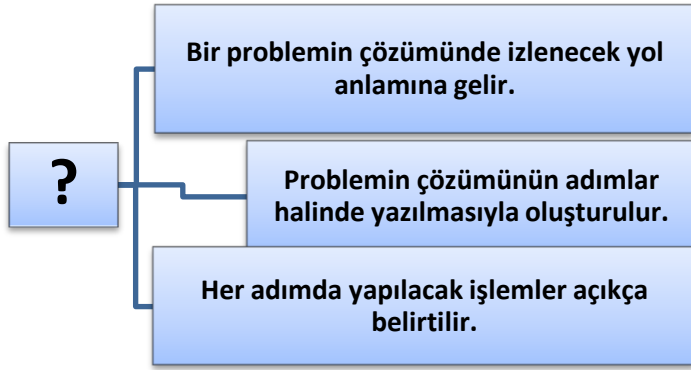 Bir problemin çözümünde izlenecek yol
anlamına gelir.
?
Problemin çözümünün adımlar
halinde yazılmasıyla oluşturulur.
Her adımda yapılacak işlemler açıkça
belirtilir.